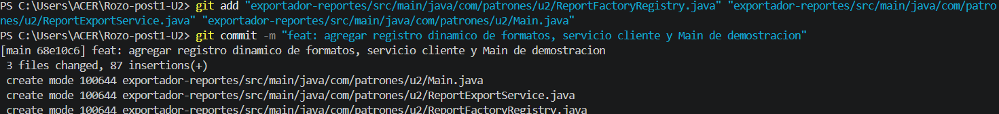 PS C:\Users\ACER\Rozo-post1-U2> git add "exportador-reportes/src/main/java/com/patrones/u2/ReportFactoryRegistry.java" "exportador-reportes/src/main/java/com/patro
nes/u2/ReportExportService.java" "exportador-reportes/src/main/java/com/patrones/u2/Main.java"
PS C:\Users\ACER\Rozo-post1-U2> git commit -m "feat: agregar registro dinamico de formatos, servicio cliente y Main de demostracion"
[main 68e10c6] feat: agregar registro dinamico de formatos, servicio cliente y Main de demostracion
 3 files changed, 87 insertions(+)
 create mode 100644 exportador-reportes/src/main/java/com/patrones/u2/Main.java
 create mode 100644 exportador-reportes/src/main/java/com/patrones/u2/ReportExportService.java
 create mode 100644 exportador-reportes/src/main/java/com/patrones/u2/ReportFactoryRegistry.java